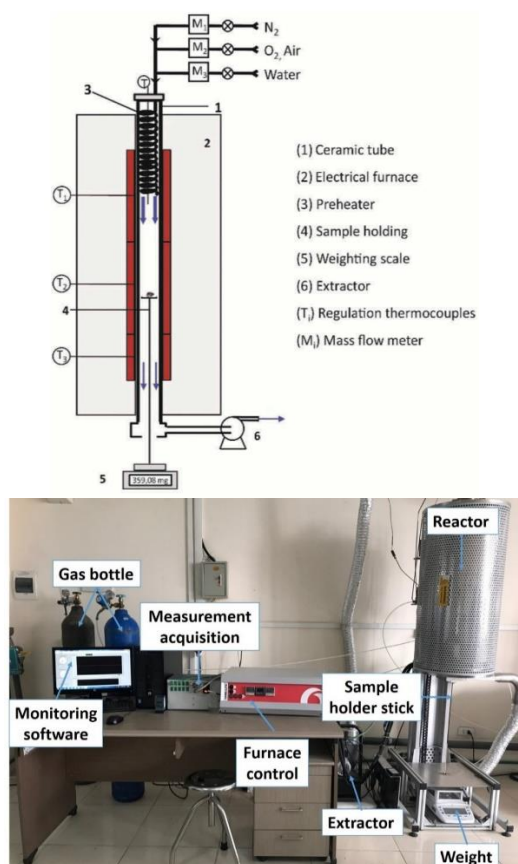 M₁
N₂
M₂
O₂, Air
M₃
Water
T
3
1
2
T₁
T₂
4
T₃
5
359,08 mg
6
(1) Ceramic tube
(2) Electrical furnace
(3) Preheater
(4) Sample holding
(5) Weighting scale
(6) Extractor
(Tᵢ) Regulation thermocouples
(Mᵢ) Mass flow meter
Gas bottle
Measurement
acquisition
Reactor
Monitoring
software
Furnace
control
Sample
holder stick
Extractor
Weight